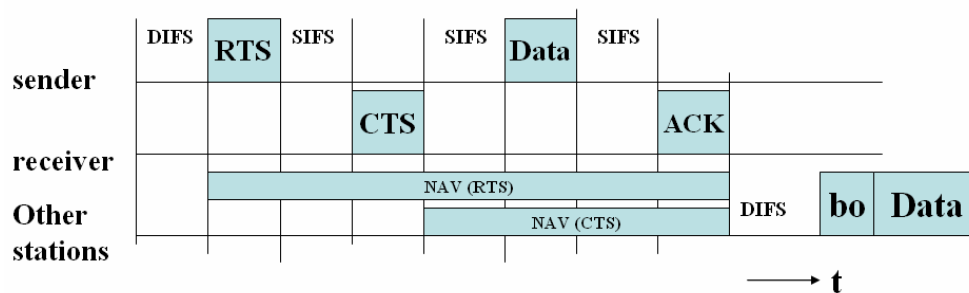 DIFS RTS SIFS SIFS Data SIFS
sender
CTS ACK
receiver
NAV (RTS)
Other
stations
NAV (CTS)
DIFS bo Data
t